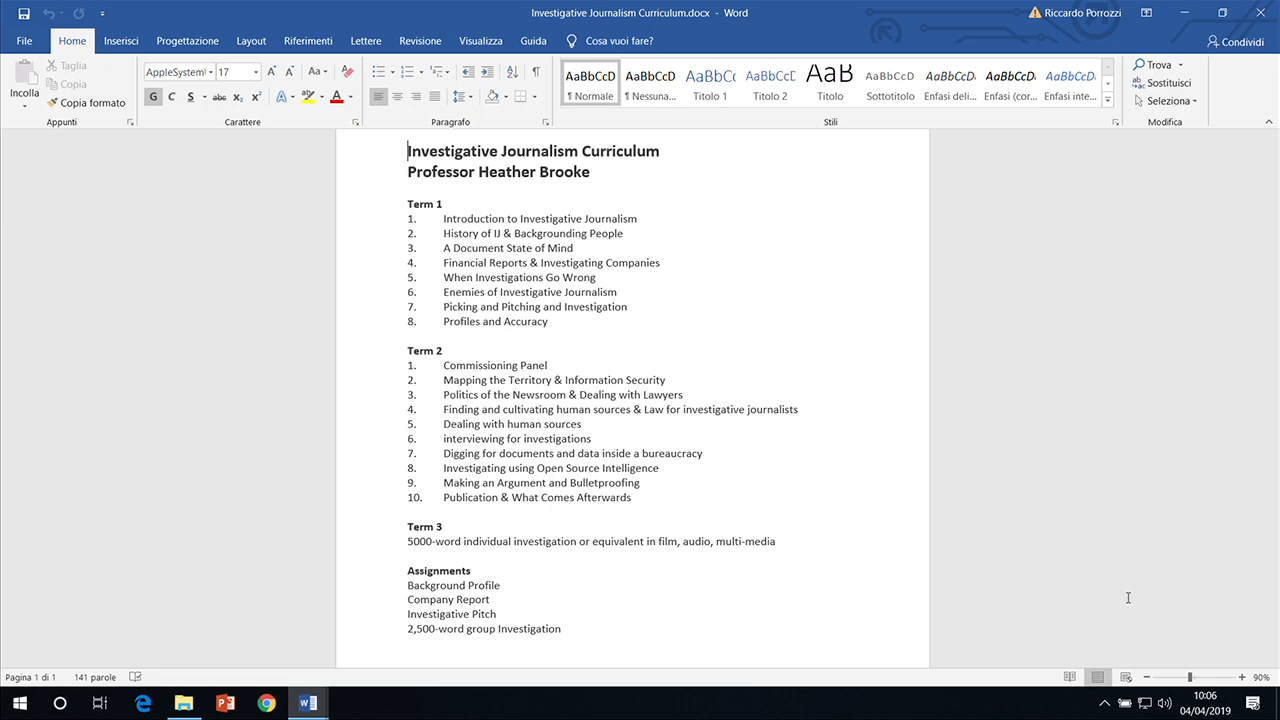 Investigative Journalism Curriculum.docx - Word
Riccardo Porrozzi
File Home Inserisci Progettazione Layout Riferimenti Lettere Revisione Visualizza Guida Cosa vuoi fare? Condividi
Incolla
Taglia
Copia
Copia formato
Appunti
AppleSystemU 17
Aa
G C S abc x₂ x² A A
Carattere
Paragrafo
AaBbCcD AaBbCcD AaBbC( AaBbCcD AaB AaBbCcD AaBbCcDi AaBbCcDi AaBbCcDi
¶ Normale ¶ Nessuna... Titolo 1 Titolo 2 Titolo Sottotitolo Enfasi deli... Enfasi (cor... Enfasi inte...
Stili
Trova
Sostituisci
Seleziona
Modifica
Investigative Journalism Curriculum
Professor Heather Brooke
Term 1
1. Introduction to Investigative Journalism
2. History of IJ & Backgrounding People
3. A Document State of Mind
4. Financial Reports & Investigating Companies
5. When Investigations Go Wrong
6. Enemies of Investigative Journalism
7. Picking and Pitching and Investigation
8. Profiles and Accuracy
Term 2
1. Commissioning Panel
2. Mapping the Territory & Information Security
3. Politics of the Newsroom & Dealing with Lawyers
4. Finding and cultivating human sources & Law for investigative journalists
5. Dealing with human sources
6. interviewing for investigations
7. Digging for documents and data inside a bureaucracy
8. Investigating using Open Source Intelligence
9. Making an Argument and Bulletproofing
10. Publication & What Comes Afterwards
Term 3
5000-word individual investigation or equivalent in film, audio, multi-media
Assignments
Background Profile
Company Report
Investigative Pitch
2,500-word group Investigation
Pagina 1 di 1 141 parole 90%
10:06
04/04/2019